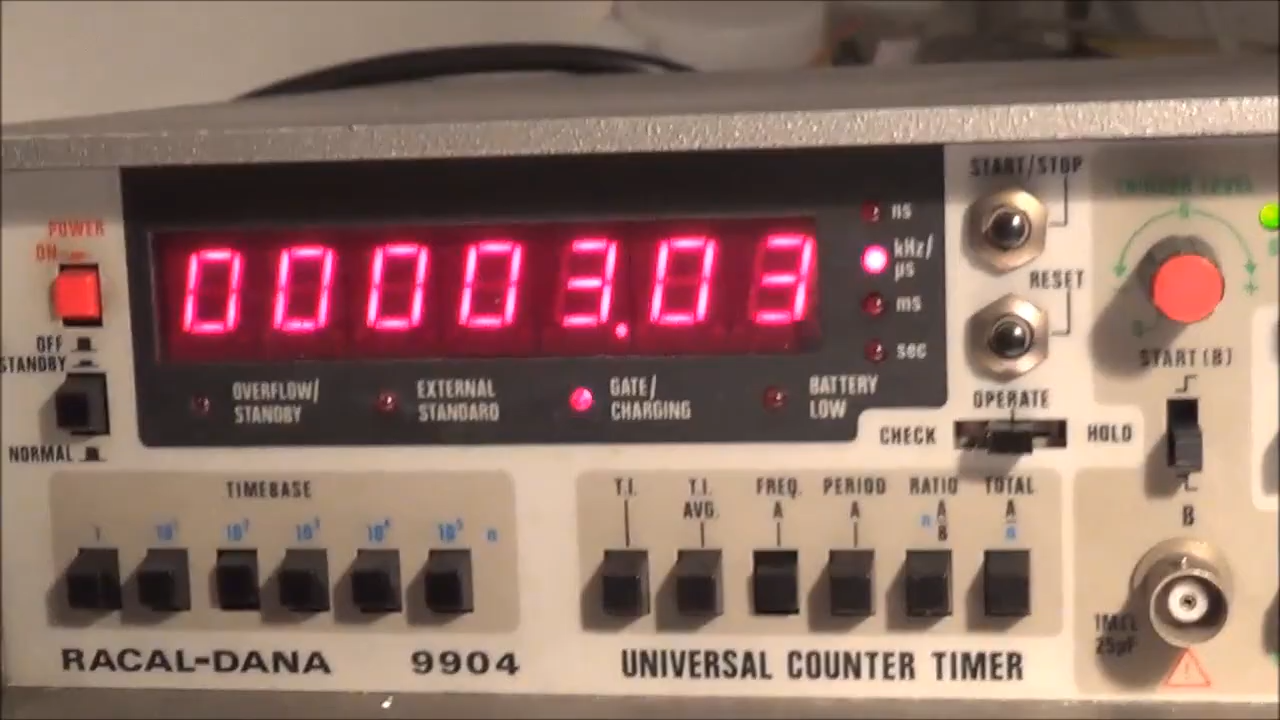 START/STOP
TRIGGER LEVEL
POWER
ON
ns
kHz/
µs
ms
sec
00003.03
RESET
OFF
STANDBY
NORMAL
OVERFLOW/
STANDBY
EXTERNAL
STANDARD
GATE/
CHARGING
BATTERY
LOW
OPERATE
CHECK
HOLD
START (B)
TIMEBASE
1 10¹ 10² 10³ 10⁴ 10⁵ n
T.I.
T.I.
AVG.
FREQ.
A
PERIOD
A
RATIO
n A
B
TOTAL
A
n
B
1MΩ
25pF
RACAL-DANA 9904
UNIVERSAL COUNTER TIMER